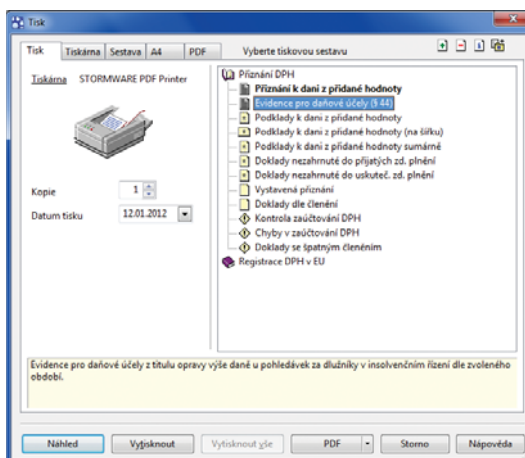 Tisk
Tisk
Tiskárna
Sestava
A4
PDF
Vyberte tiskovou sestavu
Tiskárna STORMWARE PDF Printer
Kopie 1
Datum tisku 12.01.2012
Přiznání DPH
Přiznání k dani z přidané hodnoty
Evidence pro daňové účely (§ 44)
Podklady k dani z přidané hodnoty
Podklady k dani z přidané hodnoty (na šířku)
Podklady k dani z přidané hodnoty sumárně
Doklady nezahrnuté do přijatých zd. plnění
Doklady nezahrnuté do uskuteč. zd. plnění
Vystavená přiznání
Doklady dle členění
Kontrola zaúčtování DPH
Chyby v zaúčtování DPH
Doklady se špatným členěním
Registrace DPH v EU
Evidence pro daňové účely z titulu opravy výše daně u pohledávek za dlužníky v insolvenčním řízení dle zvoleného
období.
Náhled
Vytisknout
Vytisknout vše
PDF
Storno
Nápověda